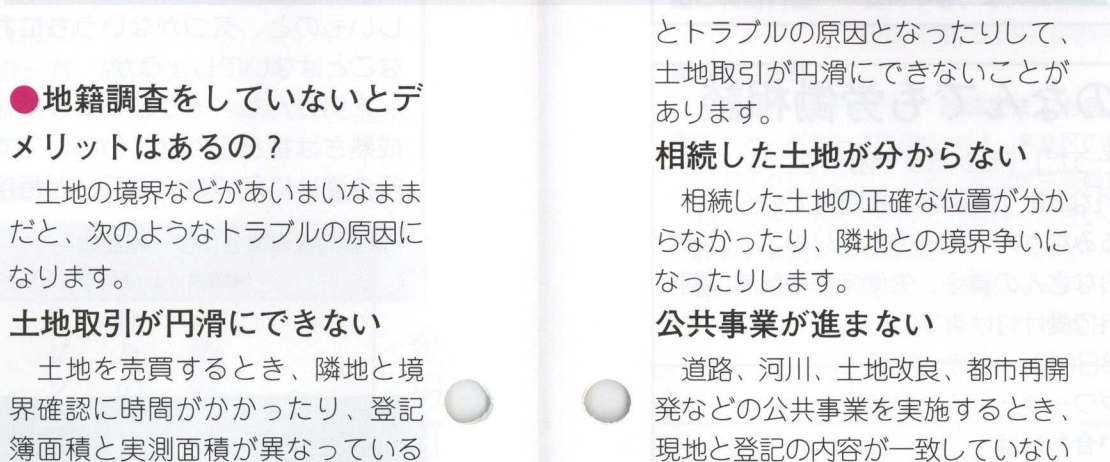 ●地籍調査をしていないとデ
メリットはあるの？
土地の境界などがあいまいなまま
だと、次のようなトラブルの原因に
なります。
土地取引が円滑にできない
土地を売買するとき、隣地と境
界確認に時間がかかったり、登記
簿面積と実測面積が異なっている
とトラブルの原因となったりして、
土地取引が円滑にできないことが
あります。
相続した土地が分からない
相続した土地の正確な位置が分か
らなかったり、隣地との境界争いに
なったりします。
公共事業が進まない
道路、河川、土地改良、都市再開
発などの公共事業を実施するとき、
現地と登記の内容が一致していない